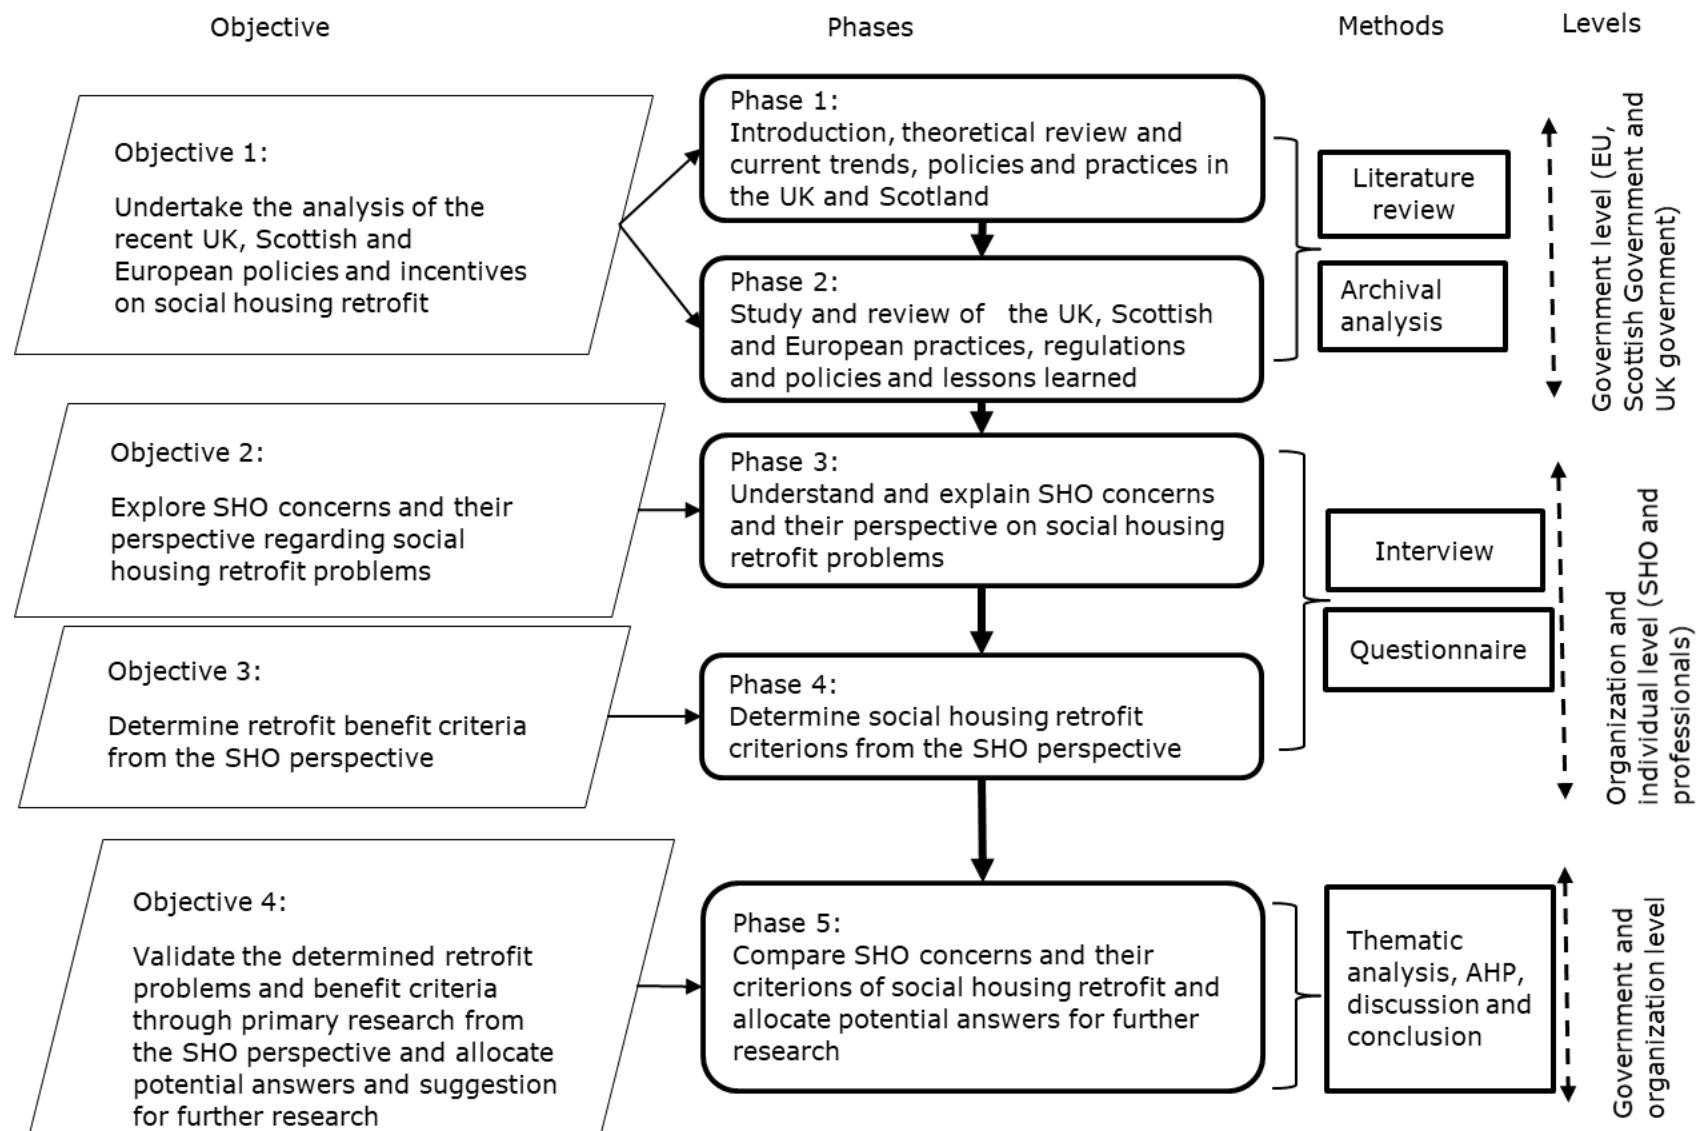 Objective
Phases
Methods
Levels
Objective 1:
Undertake the analysis of the
recent UK, Scottish and
European policies and incentives
on social housing retrofit
Phase 1:
Introduction, theoretical review and
current trends, policies and practices in
the UK and Scotland
Phase 2:
Study and review of the UK, Scottish
and European practices, regulations
and policies and lessons learned
Literature
review
Archival
analysis
Government level (EU,
Scottish Government and
UK government)
Objective 2:
Explore SHO concerns and their
perspective regarding social
housing retrofit problems
Phase 3:
Understand and explain SHO concerns
and their perspective on social housing
retrofit problems
Objective 3:
Determine retrofit benefit criteria
from the SHO perspective
Phase 4:
Determine social housing retrofit
criterions from the SHO perspective
Interview
Questionnaire
Organization and
individual level (SHO and
professionals)
Objective 4:
Validate the determined retrofit
problems and benefit criteria
through primary research from
the SHO perspective and allocate
potential answers and suggestion
for further research
Phase 5:
Compare SHO concerns and their
criterions of social housing retrofit and
allocate potential answers for further
research
Thematic
analysis, AHP,
discussion and
conclusion
Government and
organization level